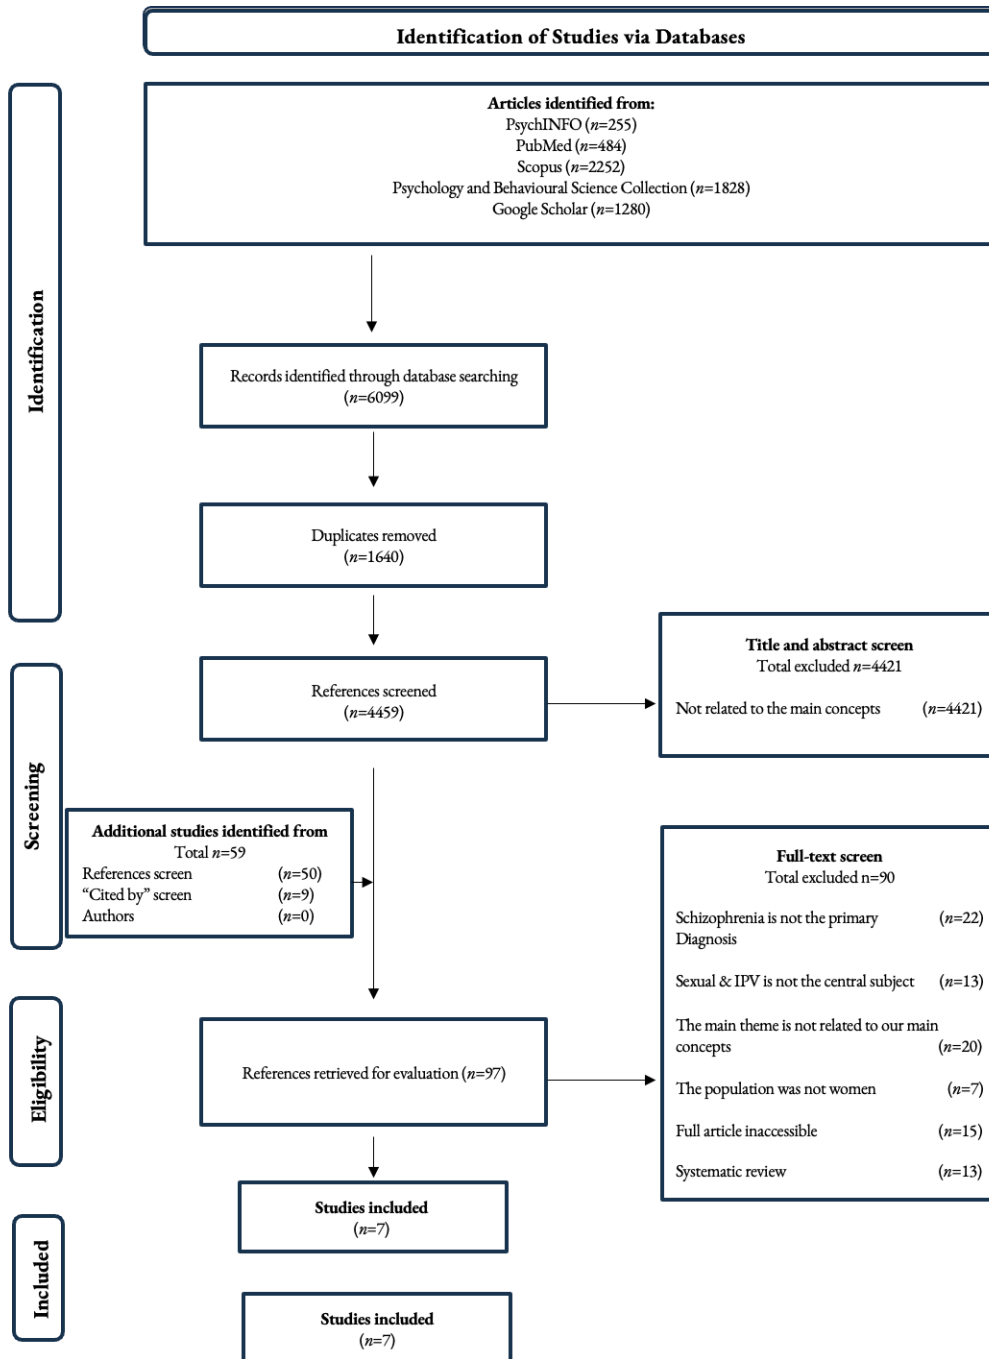 Identification of Studies via Databases
Identification
Articles identified from:
PsychINFO (n=255)
PubMed (n=484)
Scopus (n=2252)
Psychology and Behavioural Science Collection (n=1828)
Google Scholar (n=1280)
Records identified through database searching
(n=6099)
Duplicates removed
(n=1640)
Screening
References screened
(n=4459)
Title and abstract screen
Total excluded n=4421
Not related to the main concepts (n=4421)
Additional studies identified from
Total n=59
References screen (n=50)
“Cited by” screen (n=9)
Authors (n=0)
Eligibility
References retrieved for evaluation (n=97)
Full-text screen
Total excluded n=90
Schizophrenia is not the primary (n=22)
Diagnosis
Sexual & IPV is not the central subject (n=13)
The main theme is not related to our main
concepts (n=20)
The population was not women (n=7)
Full article inaccessible (n=15)
Systematic review (n=13)
Included
Studies included
(n=7)
Studies included
(n=7)